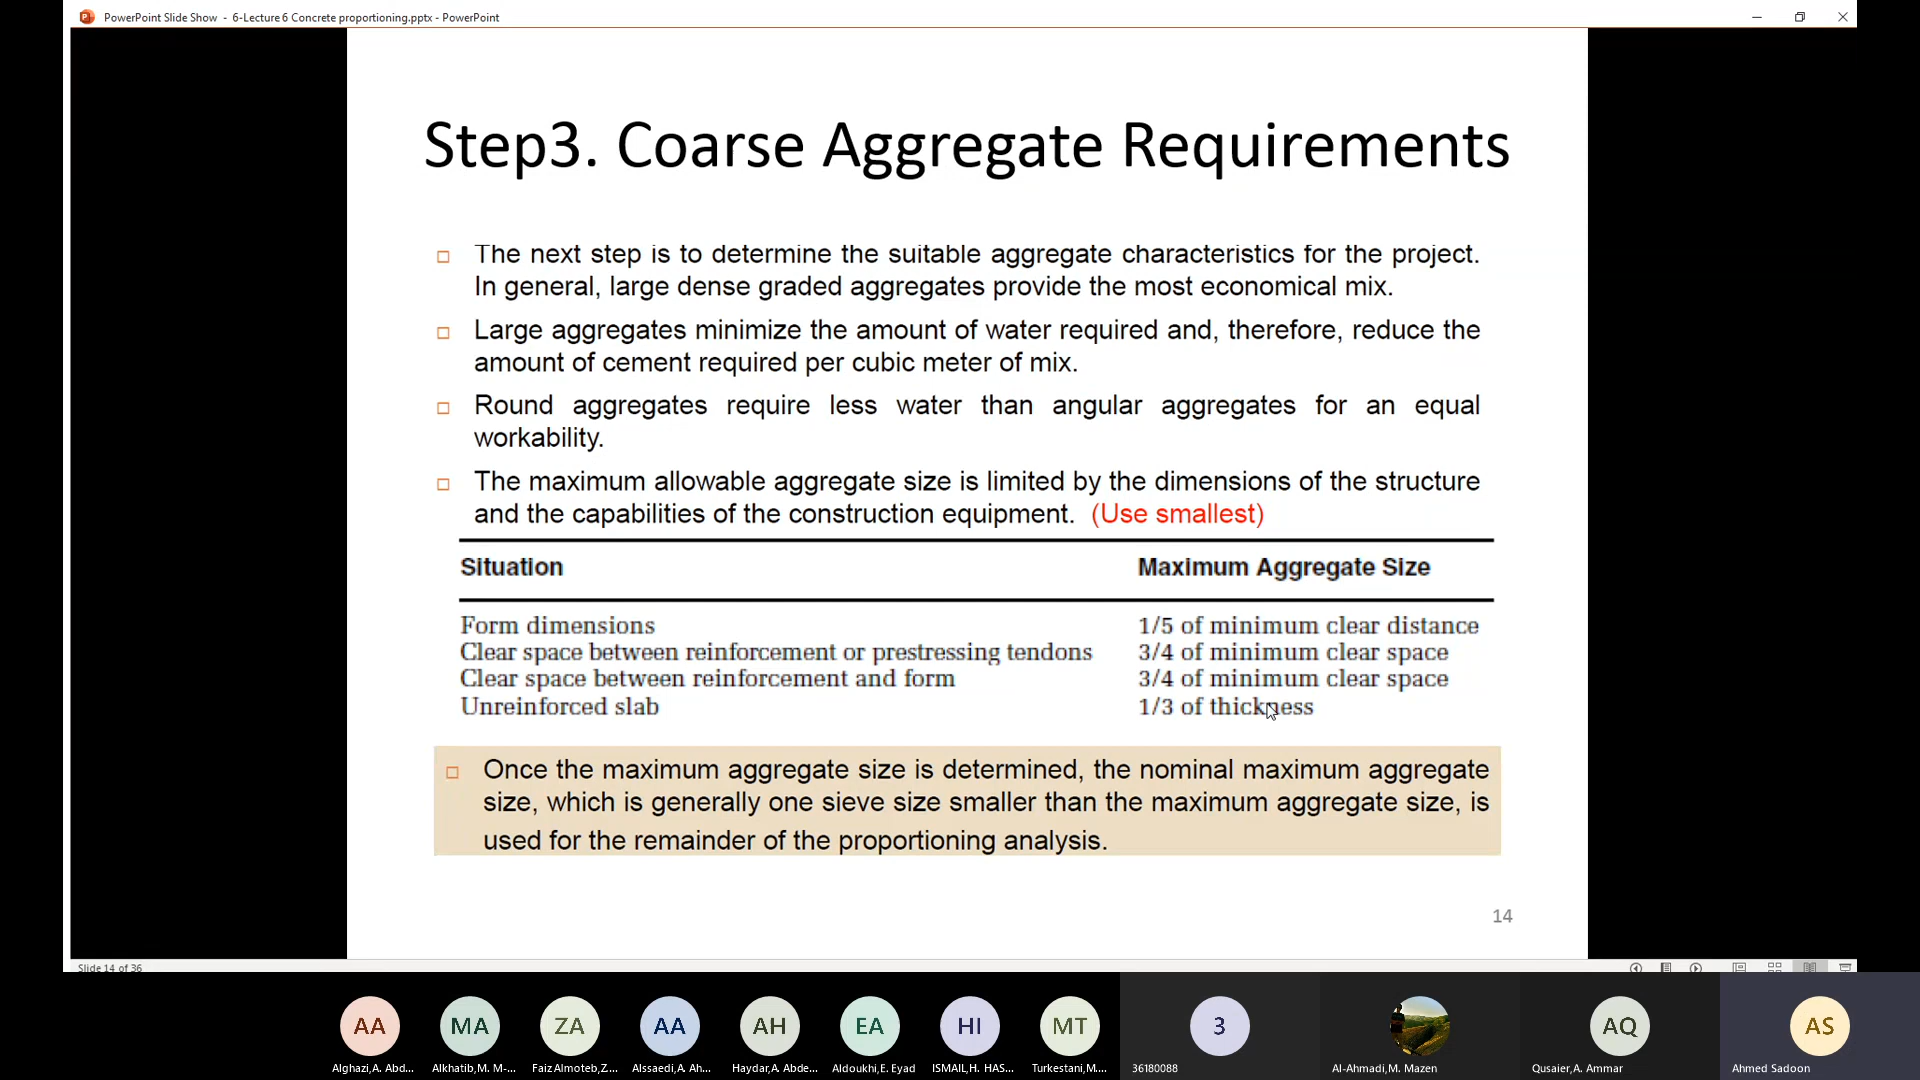 PowerPoint Slide Show - 6-Lecture 6 Concrete proportioning.pptx - PowerPoint
Step3. Coarse Aggregate Requirements
The next step is to determine the suitable aggregate characteristics for the project.
In general, large dense graded aggregates provide the most economical mix.
Large aggregates minimize the amount of water required and, therefore, reduce the
amount of cement required per cubic meter of mix.
Round aggregates require less water than angular aggregates for an equal
workability.
The maximum allowable aggregate size is limited by the dimensions of the structure
and the capabilities of the construction equipment. (Use smallest)
Situation Maximum Aggregate Size
Form dimensions 1/5 of minimum clear distance
Clear space between reinforcement or prestressing tendons 3/4 of minimum clear space
Clear space between reinforcement and form 3/4 of minimum clear space
Unreinforced slab 1/3 of thickness
Once the maximum aggregate size is determined, the nominal maximum aggregate
size, which is generally one sieve size smaller than the maximum aggregate size, is
used for the remainder of the proportioning analysis.
14
Slide 14 of 36
AA MA ZA AA AH EA HI MT 3 AQ AS
Alghazi,A. Abd... Alkhatib,M. M-... Faiz Almoteb,Z.... Alssaedi,A. Ah... Haydar,A. Abde... Aldoukhi,E. Eyad ISMAIL,H. HAS... Turkestani,M.... 36180088 Al-Ahmadi,M. Mazen Qusaier,A. Ammar Ahmed Sadoon